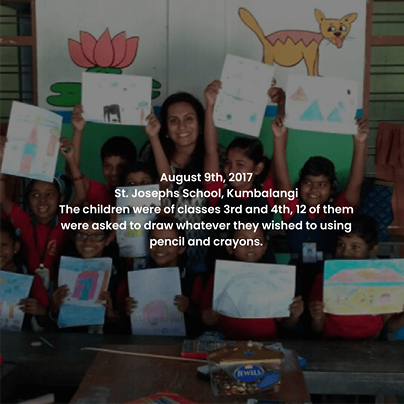 August 9th, 2017
St. Josephs School, Kumbalangi
The children were of classes 3rd and 4th, 12 of them
were asked to draw whatever they wished to using
pencil and crayons.
JEWELS